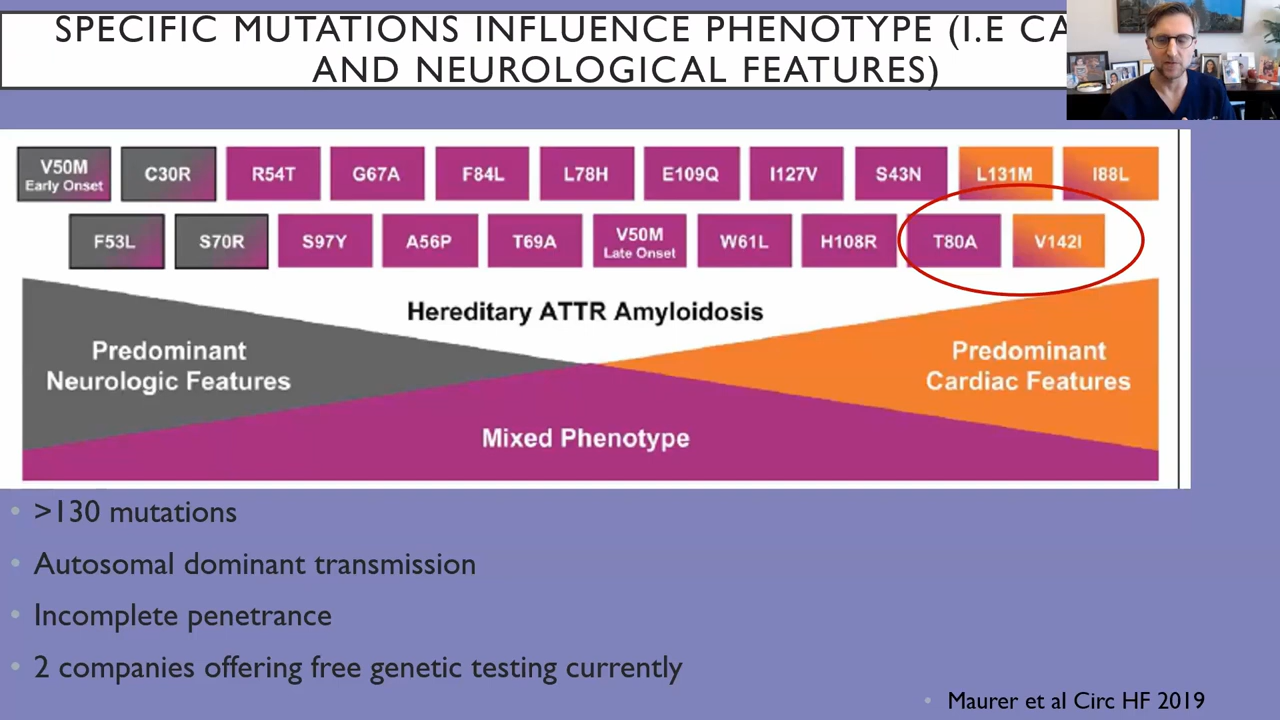 SPECIFIC MUTATIONS INFLUENCE PHENOTYPE (I.E CA
AND NEUROLOGICAL FEATURES)
V50M C30R R54T G67A F84L L78H E109Q I127V S43N L131M I88L
Early Onset
F53L S70R S97Y A56P T69A V50M W61L H108R T80A V142I
Late Onset
Hereditary ATTR Amyloidosis
Predominant
Neurologic Features
Predominant
Cardiac Features
Mixed Phenotype
• >130 mutations
• Autosomal dominant transmission
• Incomplete penetrance
• 2 companies offering free genetic testing currently
• Maurer et al Circ HF 2019